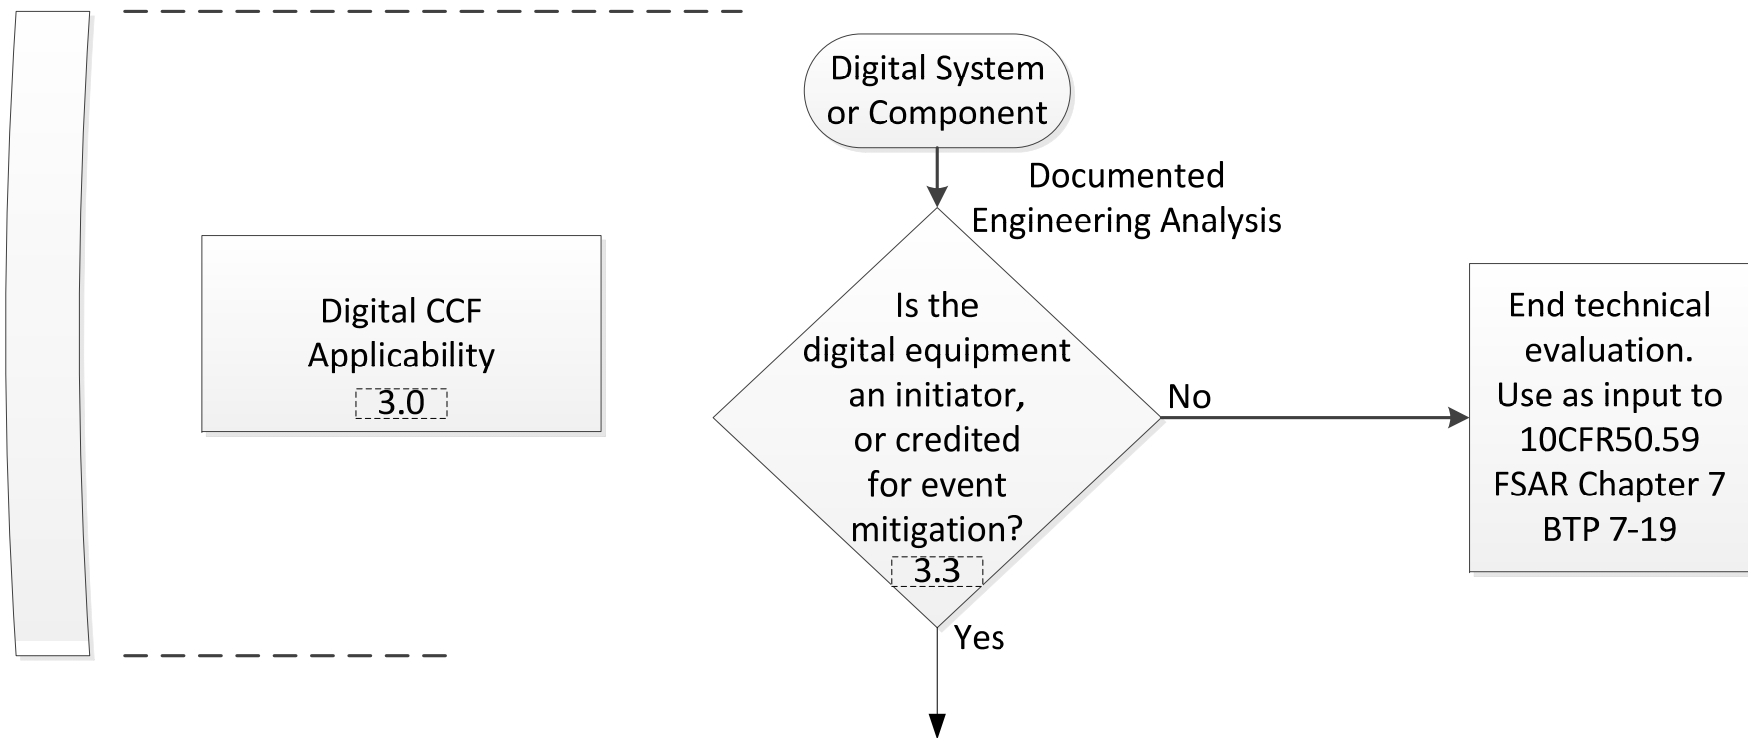 Digital System
or Component
Documented
Engineering Analysis
Digital CCF
Applicability
3.0
Is the
digital equipment
an initiator,
or credited
for event
mitigation?
3.3
No
End technical
evaluation.
Use as input to
10CFR50.59
FSAR Chapter 7
BTP 7-19
Yes